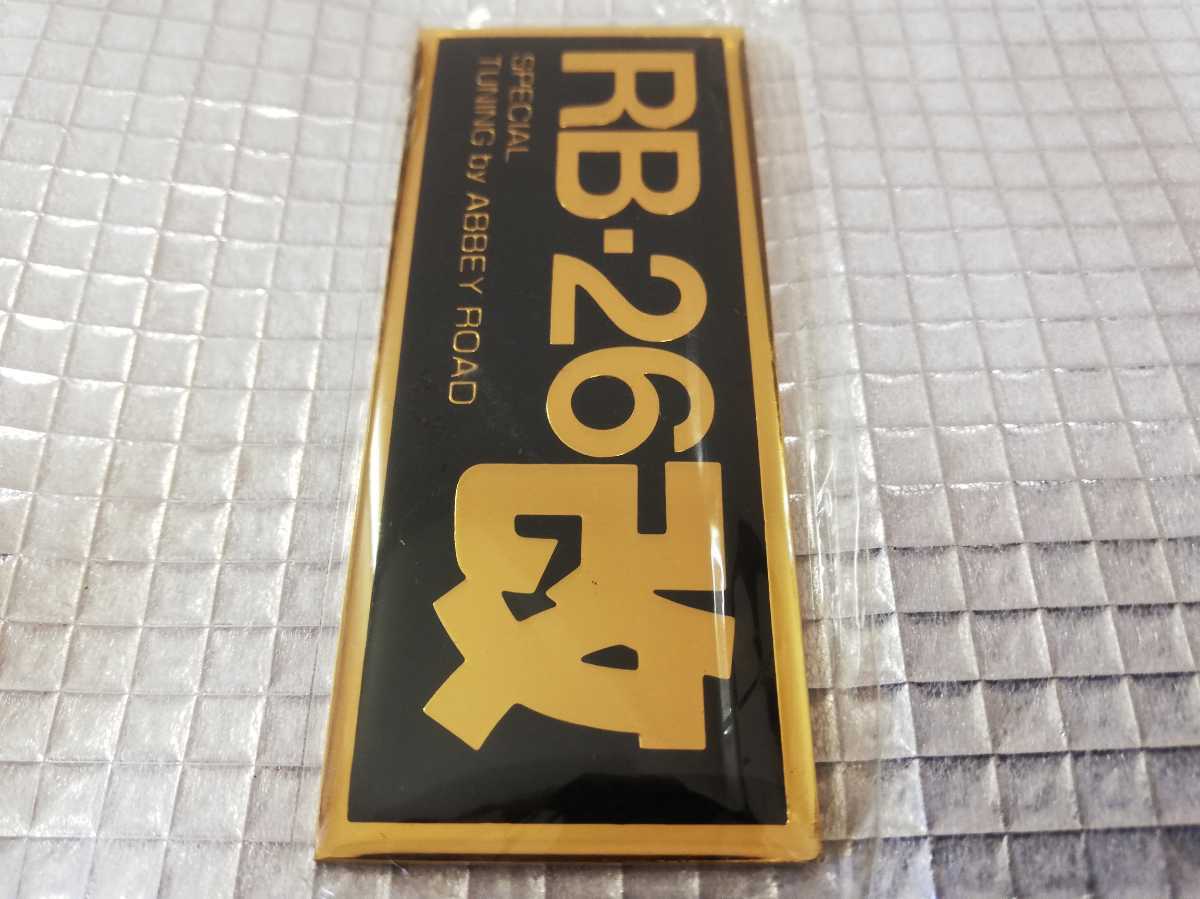 RB・26改
SPECIAL
TUNING by ABBEY ROAD